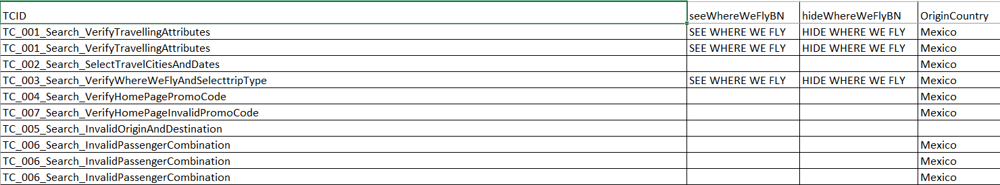 TCID seeWhereWeFlyBN hideWhereWeFlyBN OriginCountry
TC_001_Search_VerifyTravellingAttributes SEE WHERE WE FLY HIDE WHERE WE FLY Mexico
TC_001_Search_VerifyTravellingAttributes SEE WHERE WE FLY HIDE WHERE WE FLY Mexico
TC_002_Search_SelectTravelCitiesAndDates Mexico
TC_003_Search_VerifyWhereWeFlyAndSelecttripType SEE WHERE WE FLY HIDE WHERE WE FLY Mexico
TC_004_Search_VerifyHomePagePromoCode Mexico
TC_007_Search_VerifyHomePageInvalidPromoCode Mexico
TC_005_Search_InvalidOriginAndDestination
TC_006_Search_InvalidPassengerCombination Mexico
TC_006_Search_InvalidPassengerCombination Mexico
TC_006_Search_InvalidPassengerCombination Mexico